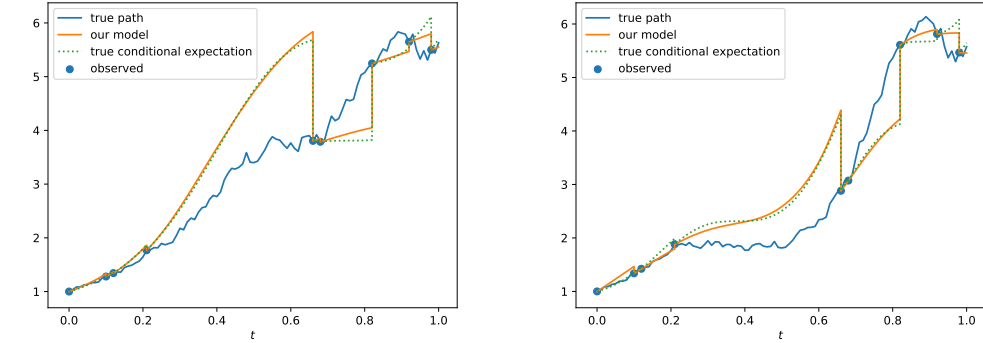 6
5
4
3
2
1
0.0 0.2 0.4 0.6 0.8 1.0
t
true path
our model
true conditional expectation
observed
6
5
4
3
2
1
0.0 0.2 0.4 0.6 0.8 1.0
t
true path
our model
true conditional expectation
observed